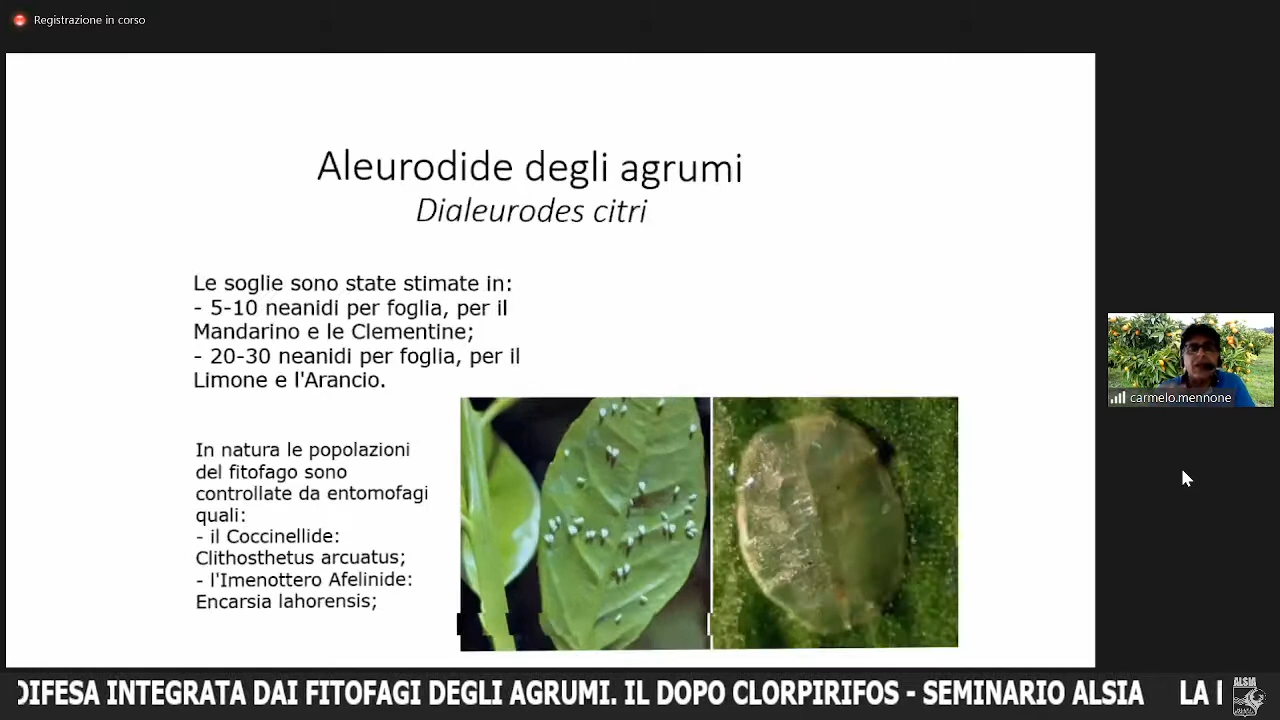 Registrazione in corso
Aleurodide degli agrumi
Dialeurodes citri
Le soglie sono state stimate in:
- 5-10 neanidi per foglia, per il
Mandarino e le Clementine;
- 20-30 neanidi per foglia, per il
Limone e l'Arancio.
In natura le popolazioni
del fitofago sono
controllate da entomofagi
quali:
- il Coccinellide:
Clithosthetus arcuatus;
- l'Imenottero Afelinide:
Encarsia lahorensis;
carmelo.mennone
DIFESA INTEGRATA DAI FITOFAGI DEGLI AGRUMI. IL DOPO CLORPIRIFOS - SEMINARIO ALSIA LA
ALSIA